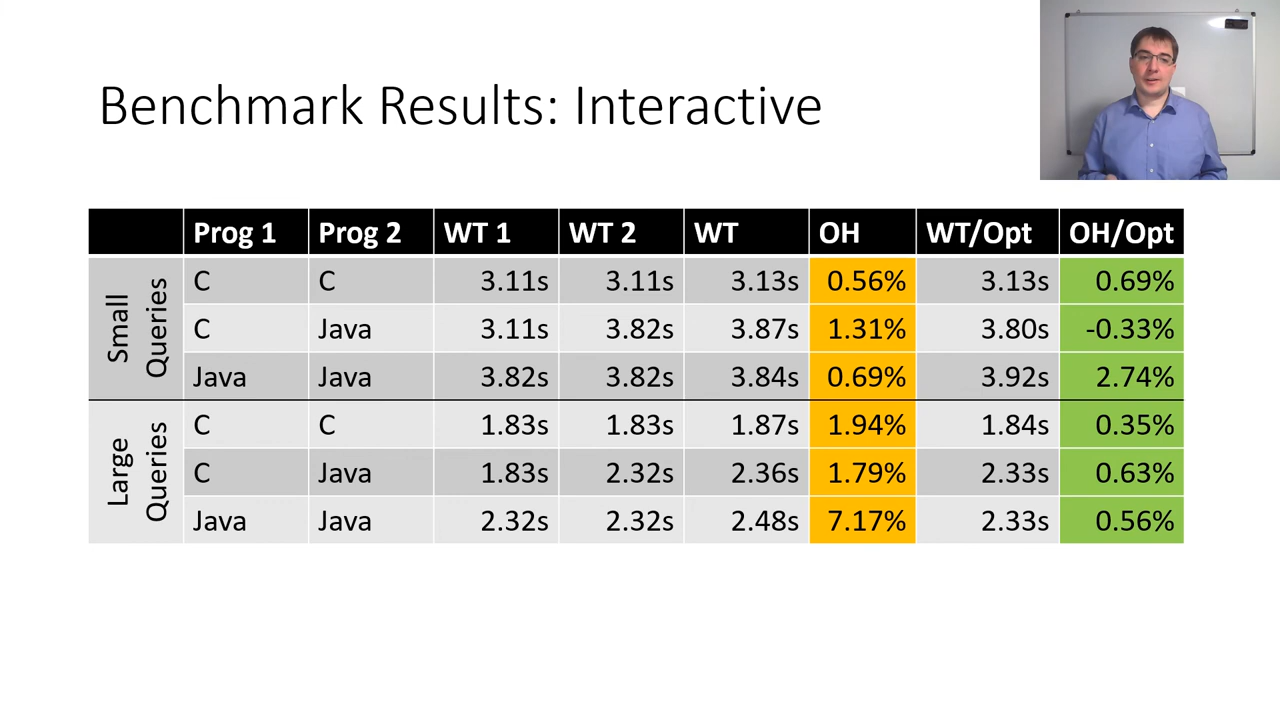 Benchmark Results: Interactive
Prog 1 Prog 2 WT 1 WT 2 WT OH WT/Opt OH/Opt
Small
Queries
C C 3.11s 3.11s 3.13s 0.56% 3.13s 0.69%
C Java 3.11s 3.82s 3.87s 1.31% 3.80s -0.33%
Java Java 3.82s 3.82s 3.84s 0.69% 3.92s 2.74%
Large
Queries
C C 1.83s 1.83s 1.87s 1.94% 1.84s 0.35%
C Java 1.83s 2.32s 2.36s 1.79% 2.33s 0.63%
Java Java 2.32s 2.32s 2.48s 7.17% 2.33s 0.56%